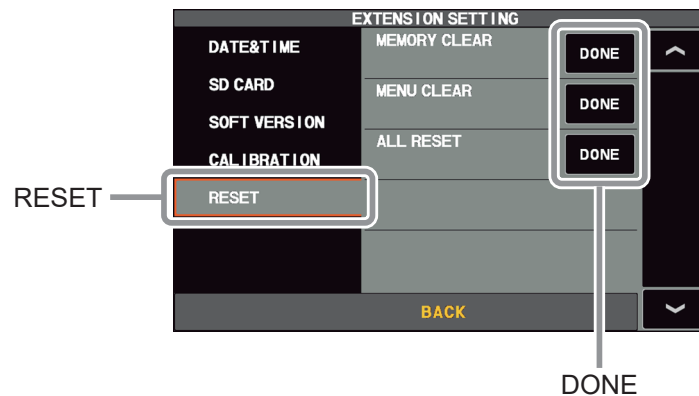 EXTENSION SETTING
DATE&TIME
SD CARD
SOFT VERSION
CALIBRATION
RESET
MEMORY CLEAR
DONE
MENU CLEAR
DONE
ALL RESET
DONE
BACK
RESET
DONE